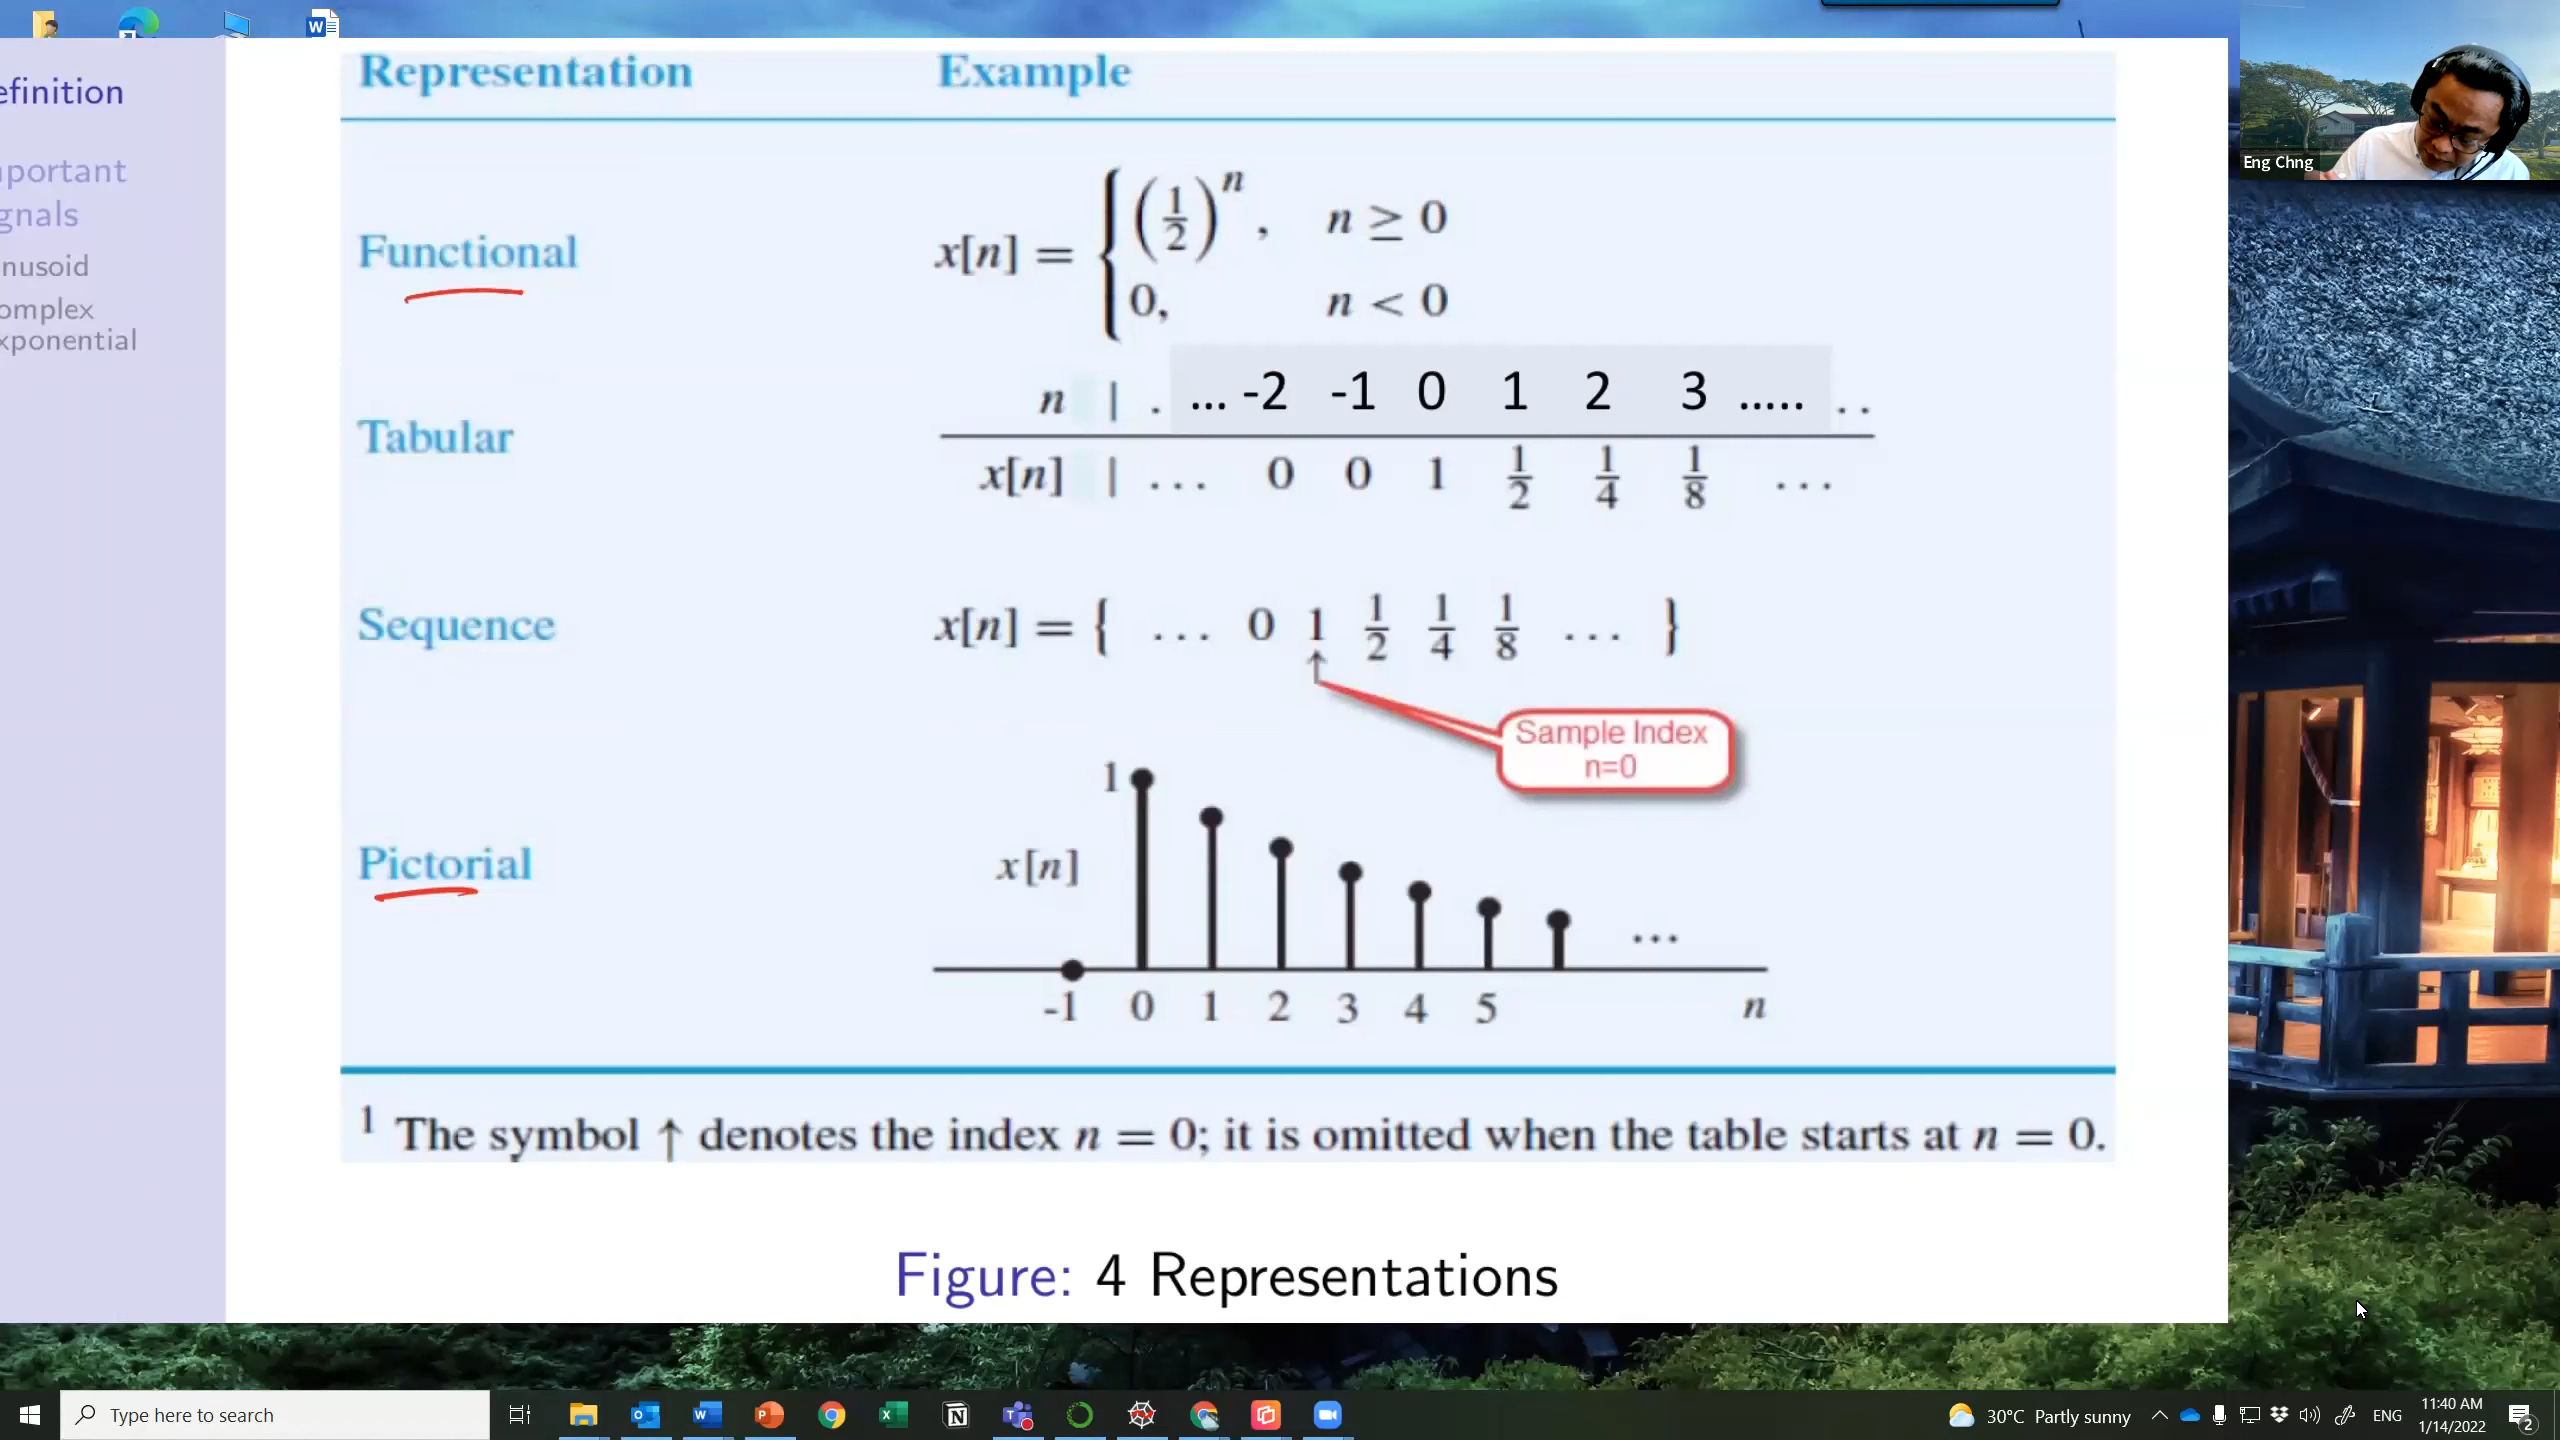 efinition
portant
gnals
nusoid
omplex
xponential
Representation Example
Functional x[n] = { (1/2)^n, n ≥ 0
0, n < 0
Tabular n | . ... -2 -1 0 1 2 3 ..... . .
x[n] | ... 0 0 1 1/2 1/4 1/8 ...
Sequence x[n] = { ... 0 1 1/2 1/4 1/8 ... }
↑
Sample Index
n=0
Pictorial x[n] 1 ...
-1 0 1 2 3 4 5 n
1 The symbol ↑ denotes the index n = 0; it is omitted when the table starts at n = 0.
Figure: 4 Representations
Eng Chng
Type here to search
30°C Partly sunny
ENG
11:40 AM
1/14/2022
2